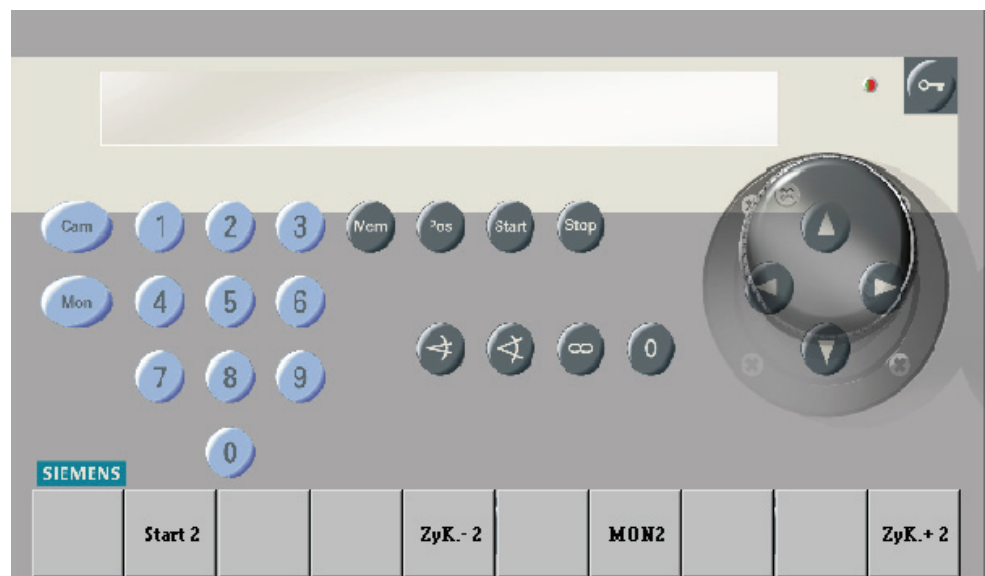 Cam 1 2 3 Mem Pos Start Stop
Mon 4 5 6
∞ 0
7 8 9
0
SIEMENS
Start 2 ZyK.- 2 MON2 ZyK.+ 2